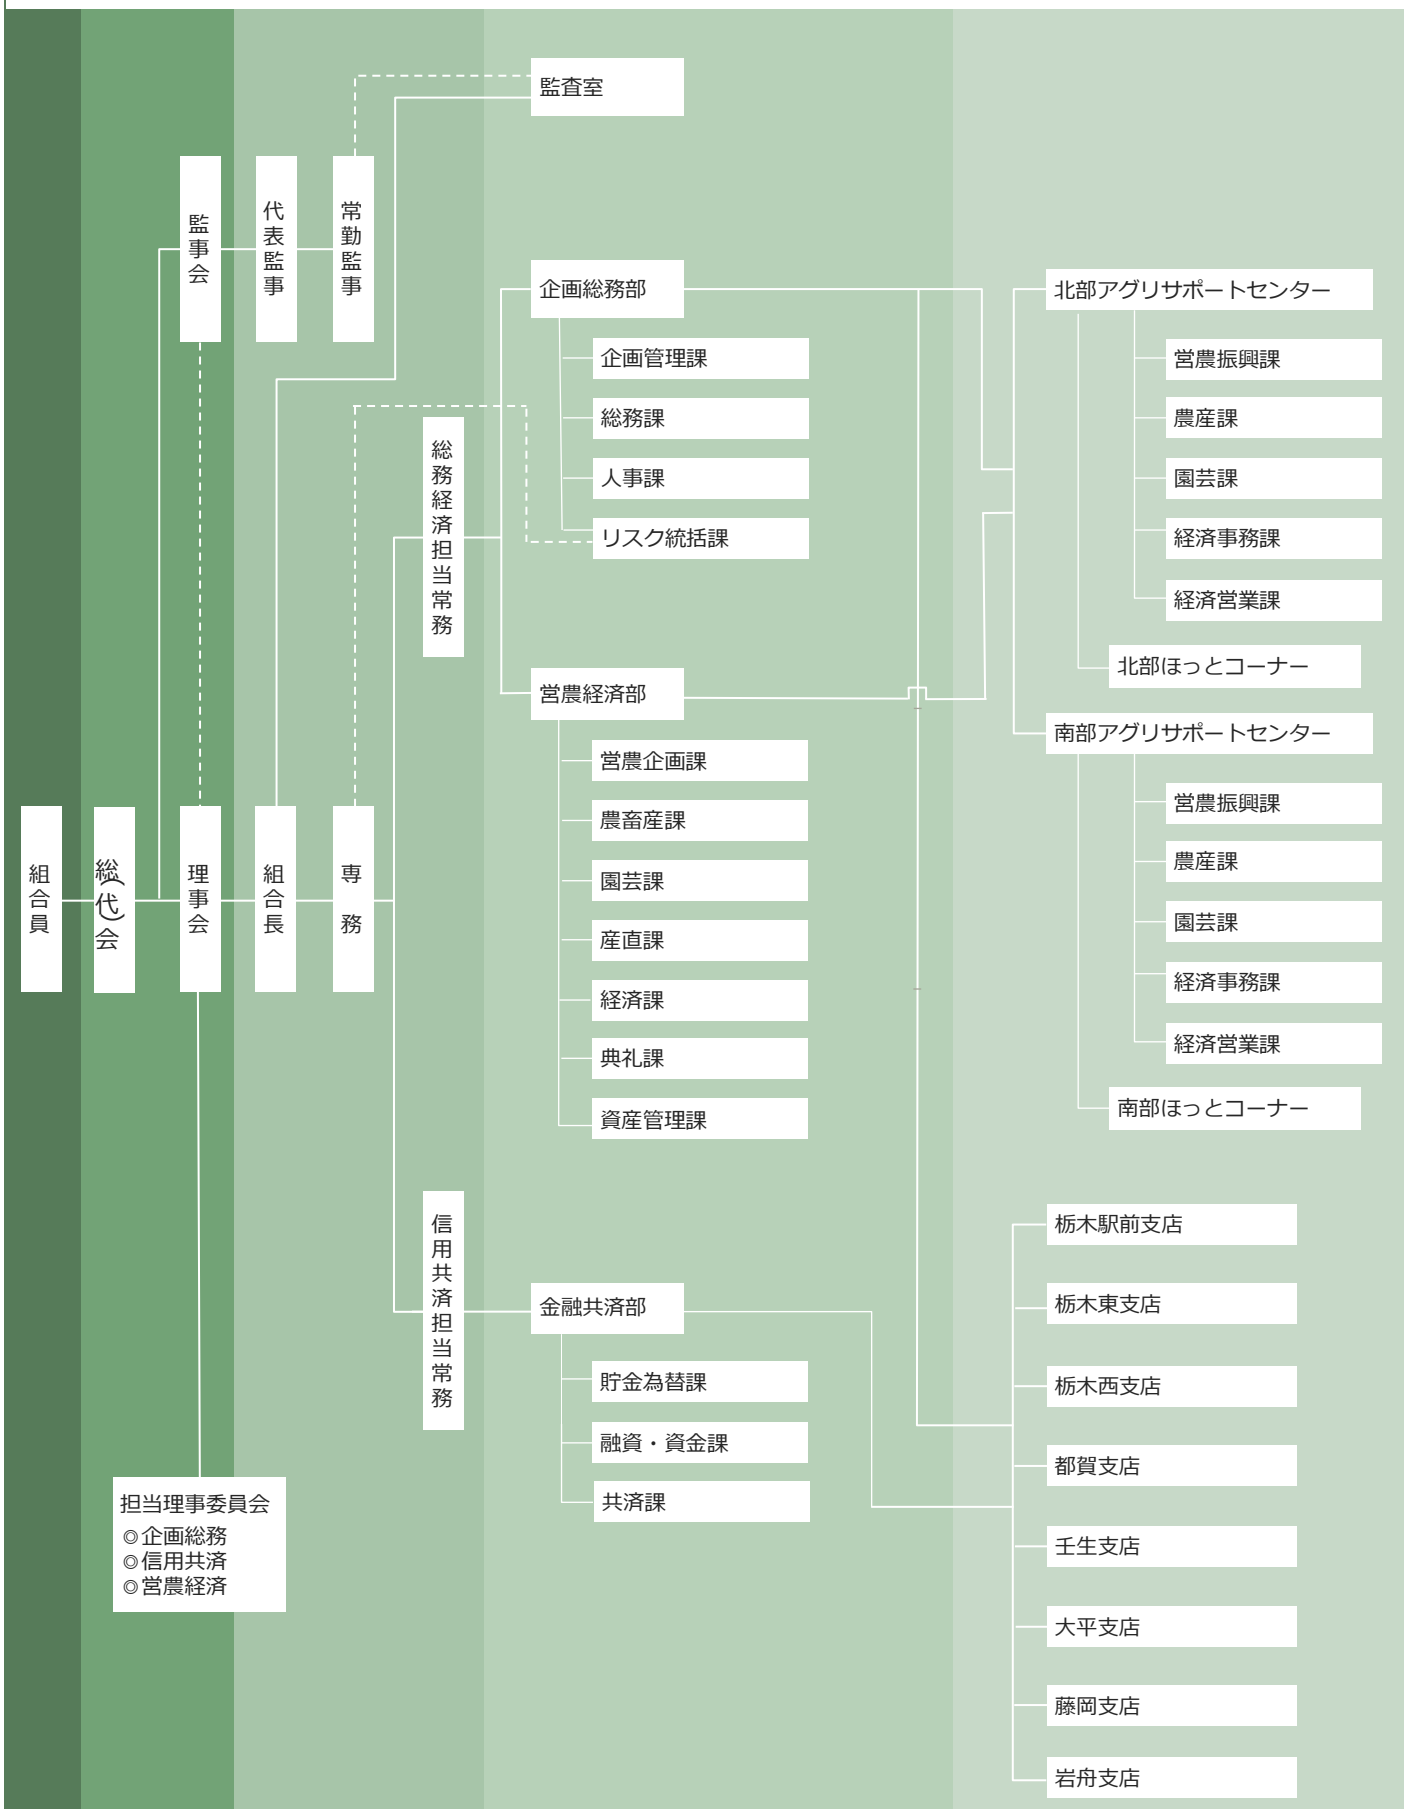 組合員
総(代)会
監事会
理事会
担当理事委員会
◎企画総務
◎信用共済
◎営農経済
代表監事
常勤監事
組合長
専務
総務経済担当常務
信用共済担当常務
監査室
企画総務部
企画管理課
総務課
人事課
リスク統括課
営農経済部
営農企画課
農畜産課
園芸課
産直課
経済課
典礼課
資産管理課
金融共済部
貯金為替課
融資・資金課
共済課
北部アグリサポートセンター
営農振興課
農産課
園芸課
経済事務課
経済営業課
北部ほっとコーナー
南部アグリサポートセンター
営農振興課
農産課
園芸課
経済事務課
経済営業課
南部ほっとコーナー
栃木駅前支店
栃木東支店
栃木西支店
都賀支店
壬生支店
大平支店
藤岡支店
岩舟支店